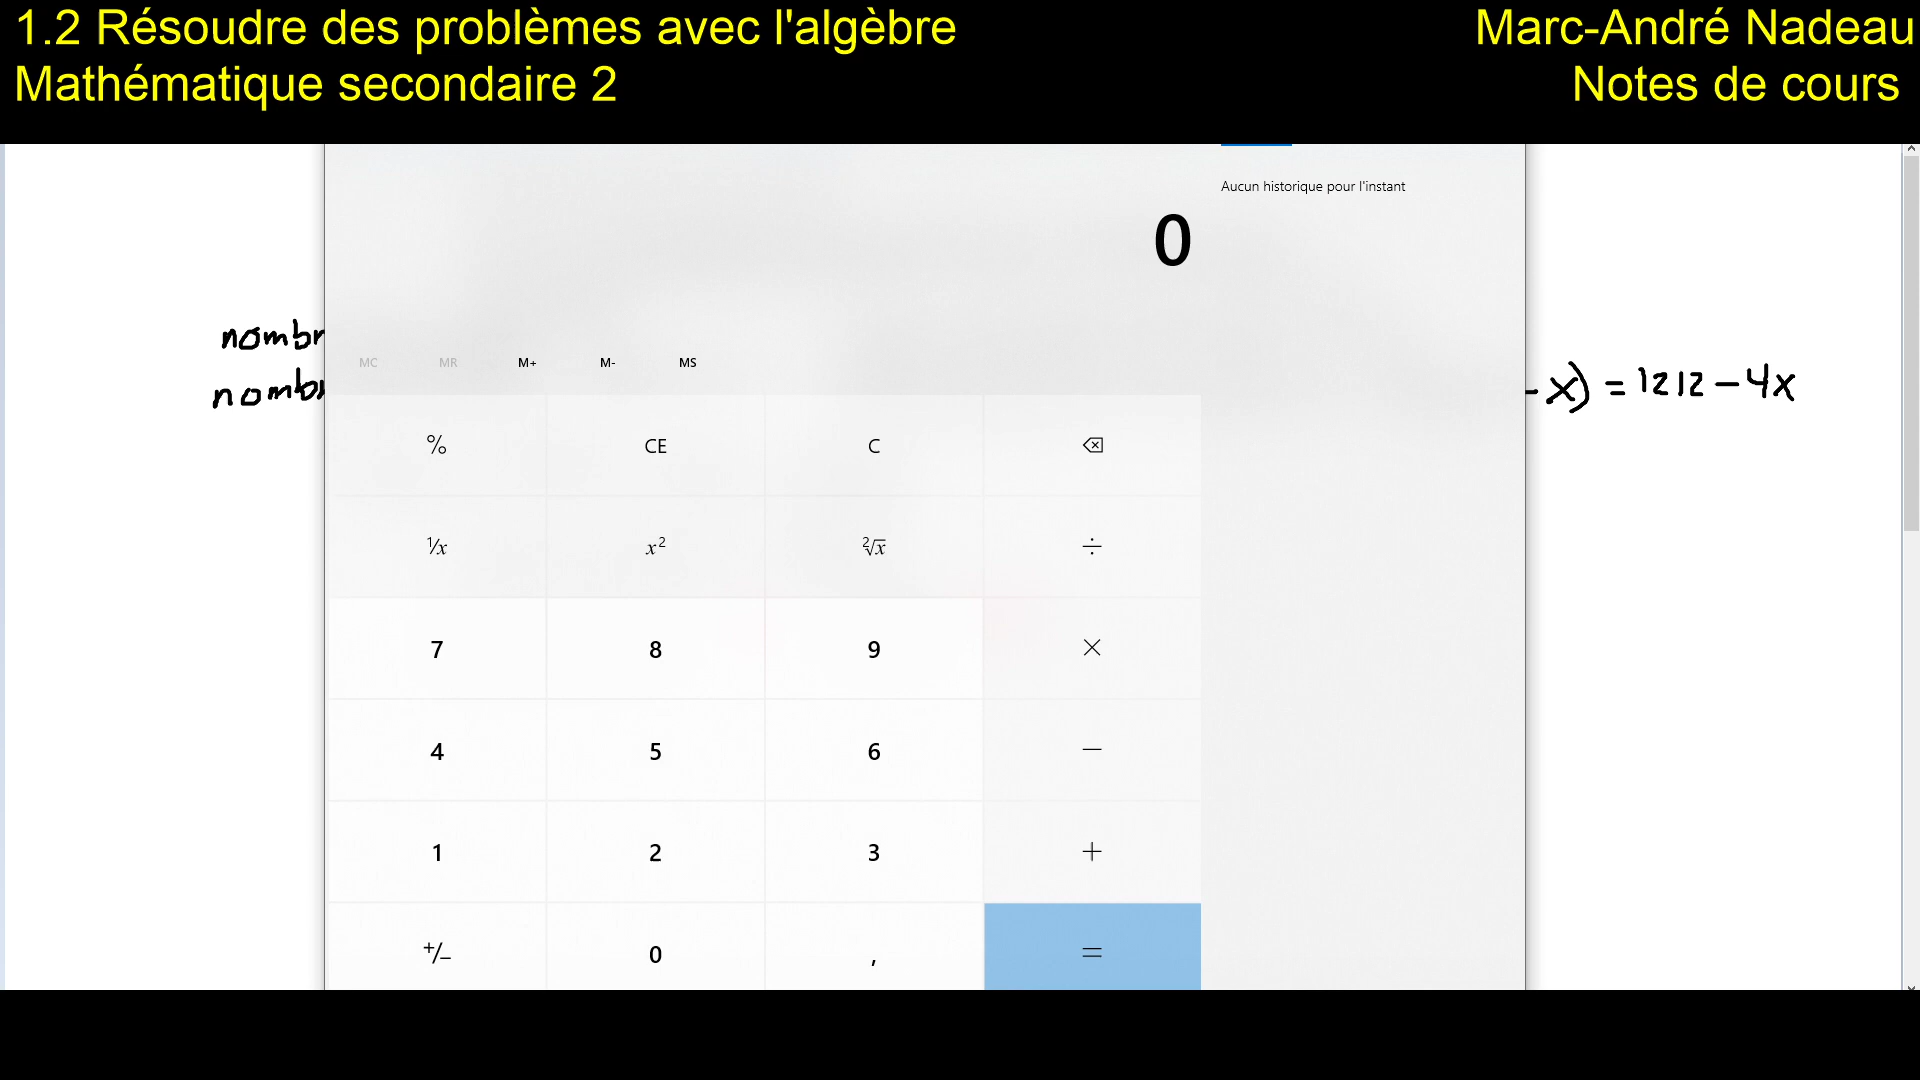 1.2 Résoudre des problèmes avec l'algèbre
Mathématique secondaire 2
Marc-André Nadeau
Notes de cours
Aucun historique pour l'instant
0
nombr
nomb
- x) = 1212 - 4x
MC MR M+ M- MS
% CE C
¹/x x² ²√x ÷
7 8 9 ×
4 5 6 −
1 2 3 +
+/− 0 , =